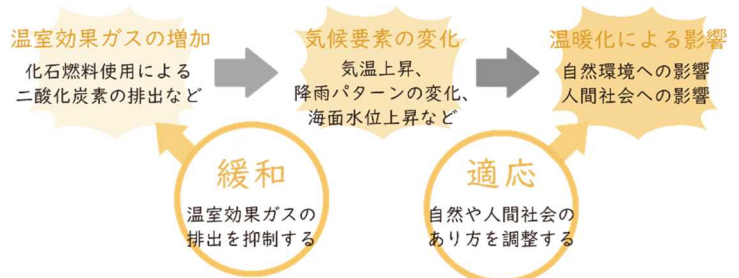 温室効果ガスの増加
化石燃料使用による
二酸化炭素の排出など
気候要素の変化
気温上昇、
降雨パターンの変化、
海面水位上昇など
温暖化による影響
自然環境への影響
人間社会への影響
緩和
温室効果ガスの
排出を抑制する
適応
自然や人間社会の
あり方を調整する